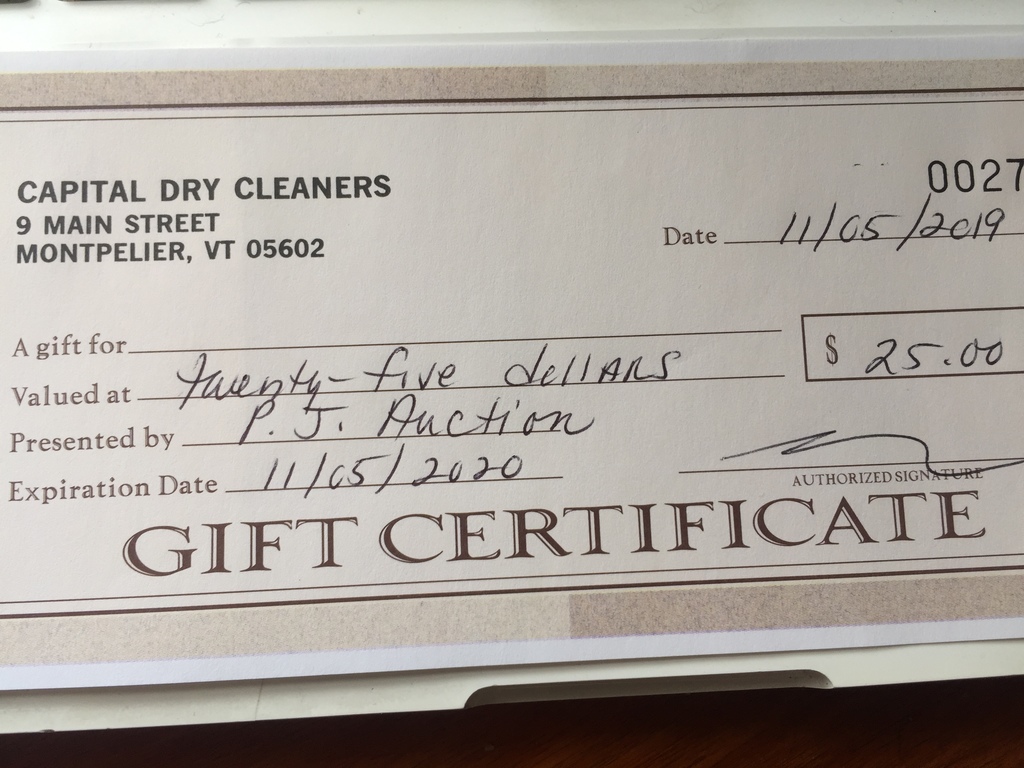 CAPITAL DRY CLEANERS
9 MAIN STREET
MONTPELIER, VT 05602
0027
Date 11/05/2019
A gift for
$ 25.00
Valued at twenty-five dollars
Presented by P.J. Auction
Expiration Date 11/05/2020
AUTHORIZED SIGNATURE
GIFT CERTIFICATE